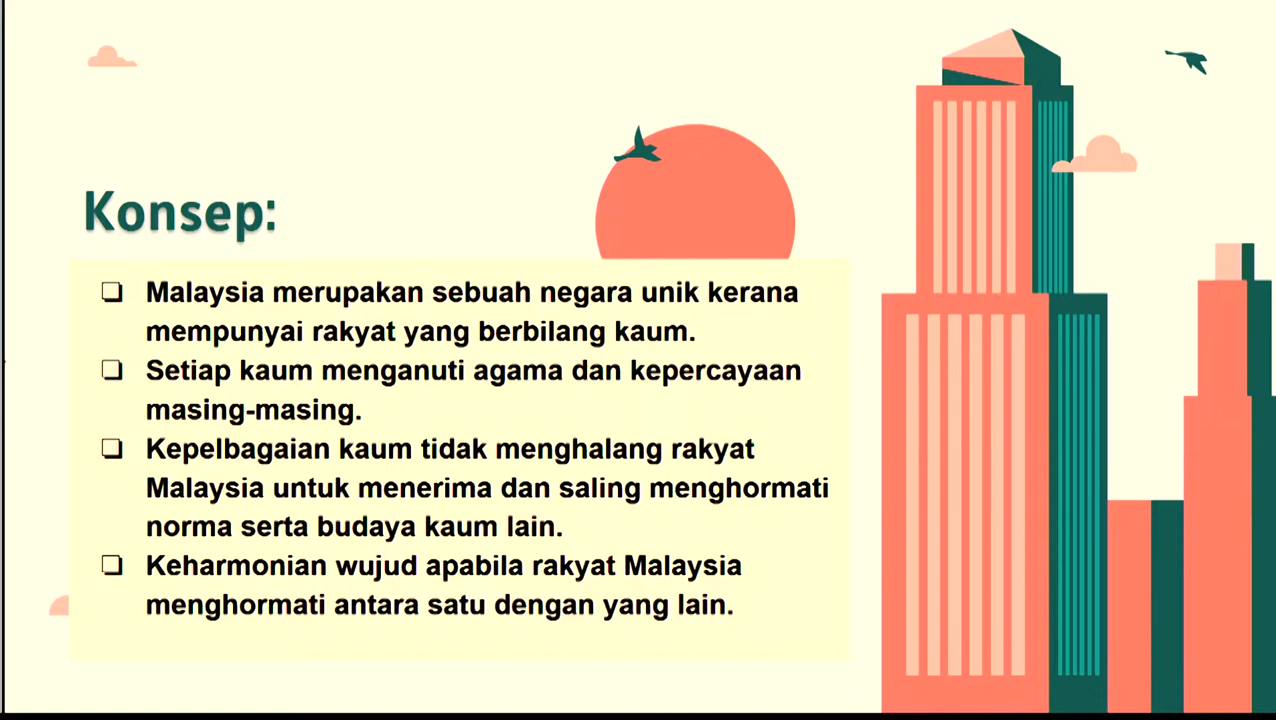 Konsep:
❏ Malaysia merupakan sebuah negara unik kerana
mempunyai rakyat yang berbilang kaum.
❏ Setiap kaum menganuti agama dan kepercayaan
masing-masing.
❏ Kepelbagaian kaum tidak menghalang rakyat
Malaysia untuk menerima dan saling menghormati
norma serta budaya kaum lain.
❏ Keharmonian wujud apabila rakyat Malaysia
menghormati antara satu dengan yang lain.